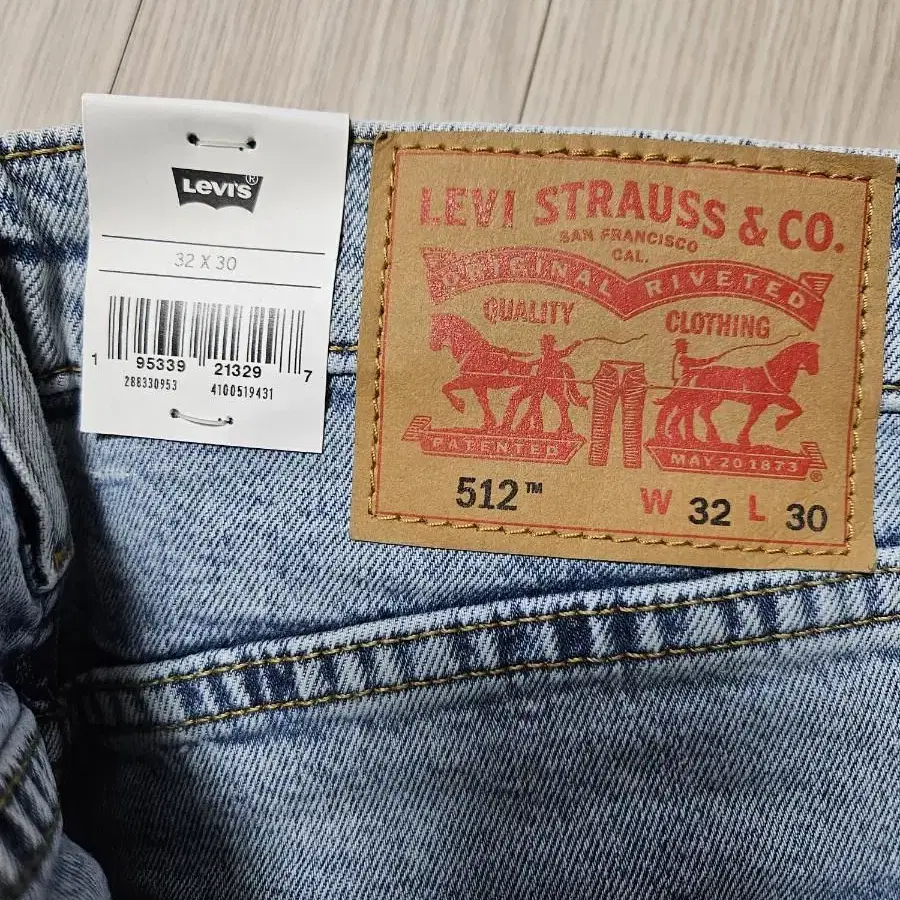 LEVI'S®
32 X 30
1 95339 21329 7
288330953 4100519431
LEVI STRAUSS & CO.
SAN FRANCISCO
CAL.
ORIGINAL RIVETED
QUALITY CLOTHING
PATENTED MAY 20 1873 ®
512™ W 32 L 30